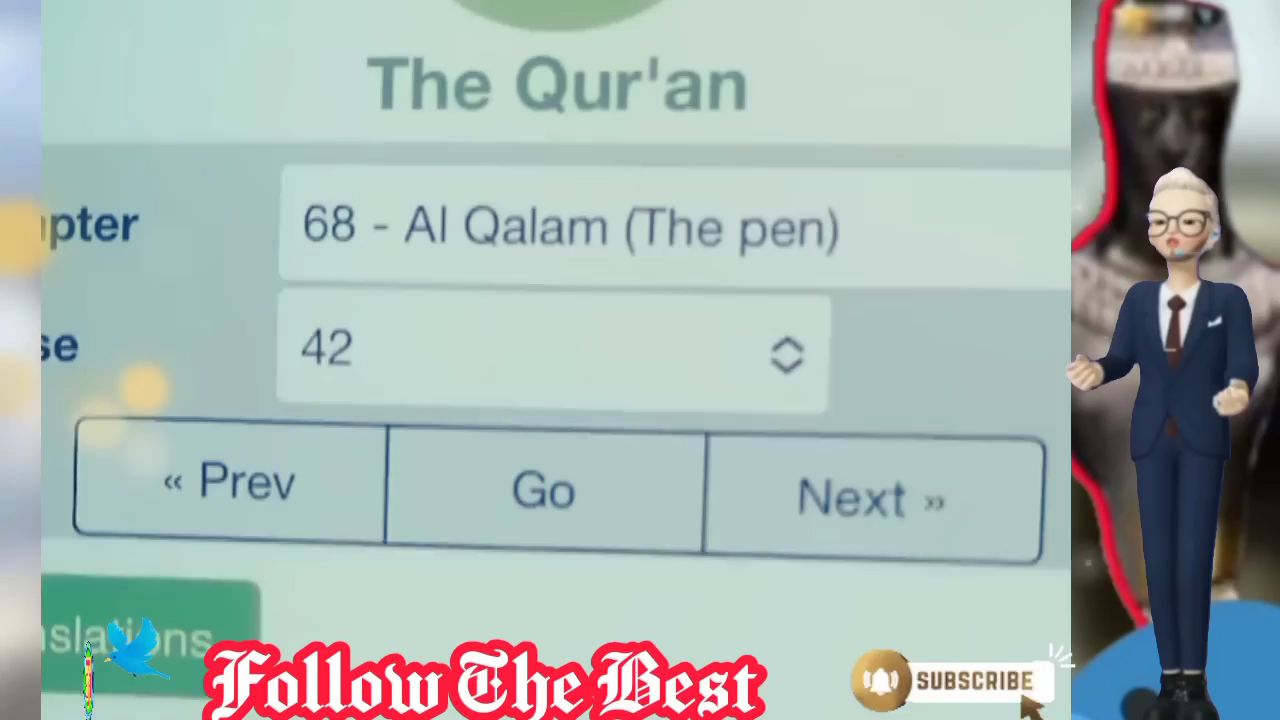 The Qur'an
pter
68 - Al Qalam (The pen)
se
42
« Prev
Go
Next »
nslations
Follow The Best
SUBSCRIBE